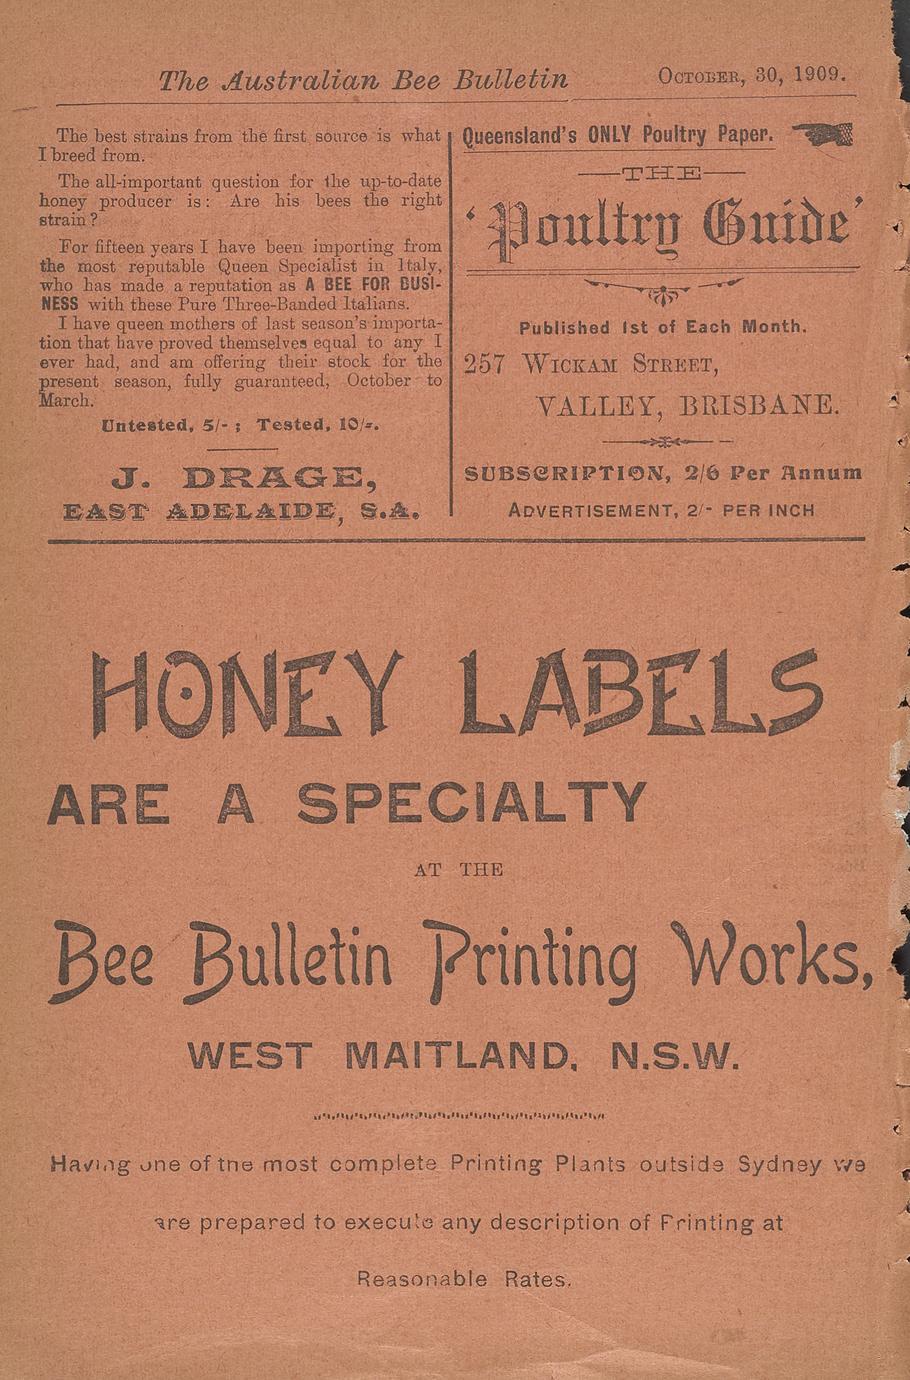 The Australian Bee Bulletin
October, 30, 1909.
The best strains from the first source is what
I breed from.
The all-important question for the up-to-date
honey producer is: Are his bees the right
strain?
For fifteen years I have been importing from
the most reputable Queen Specialist in Italy,
who has made a reputation as A BEE FOR BUSI-
NESS with these Pure Three-Banded Italians.
I have queen mothers of last season's importa-
tion that have proved themselves equal to any I
ever had, and am offering their stock for the
present season, fully guaranteed, October to
March.
Untested, 5/- ; Tested, 10/-.
J. DRAGE,
EAST ADELAIDE, S.A.
Queensland's ONLY Poultry Paper.
THE
'Poultry Guide'
Published 1st of Each Month.
257 Wickam Street,
VALLEY, BRISBANE.
SUBSCRIPTION, 2/6 Per Annum
Advertisement, 2/- PER INCH
HONEY LABELS
ARE A SPECIALTY
AT THE
Bee Bulletin Printing Works,
WEST MAITLAND, N.S.W.
Having one of the most complete Printing Plants outside Sydney we
are prepared to execute any description of Printing at
Reasonable Rates.